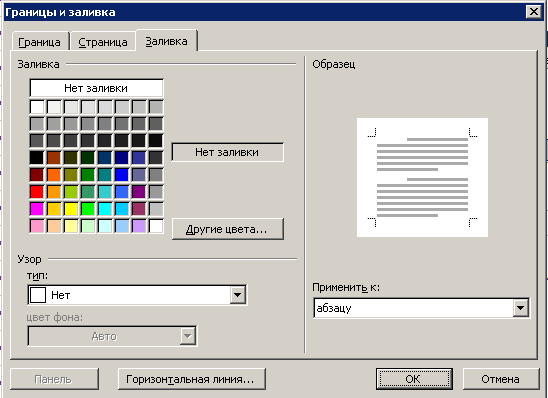 Границы и заливка
Граница
Страница
Заливка
Заливка
Нет заливки
Нет заливки
Другие цвета...
Узор
тип:
Нет
цвет фона:
Авто
Образец
Применить к:
абзацу
Панель
Горизонтальная линия...
ОК
Отмена